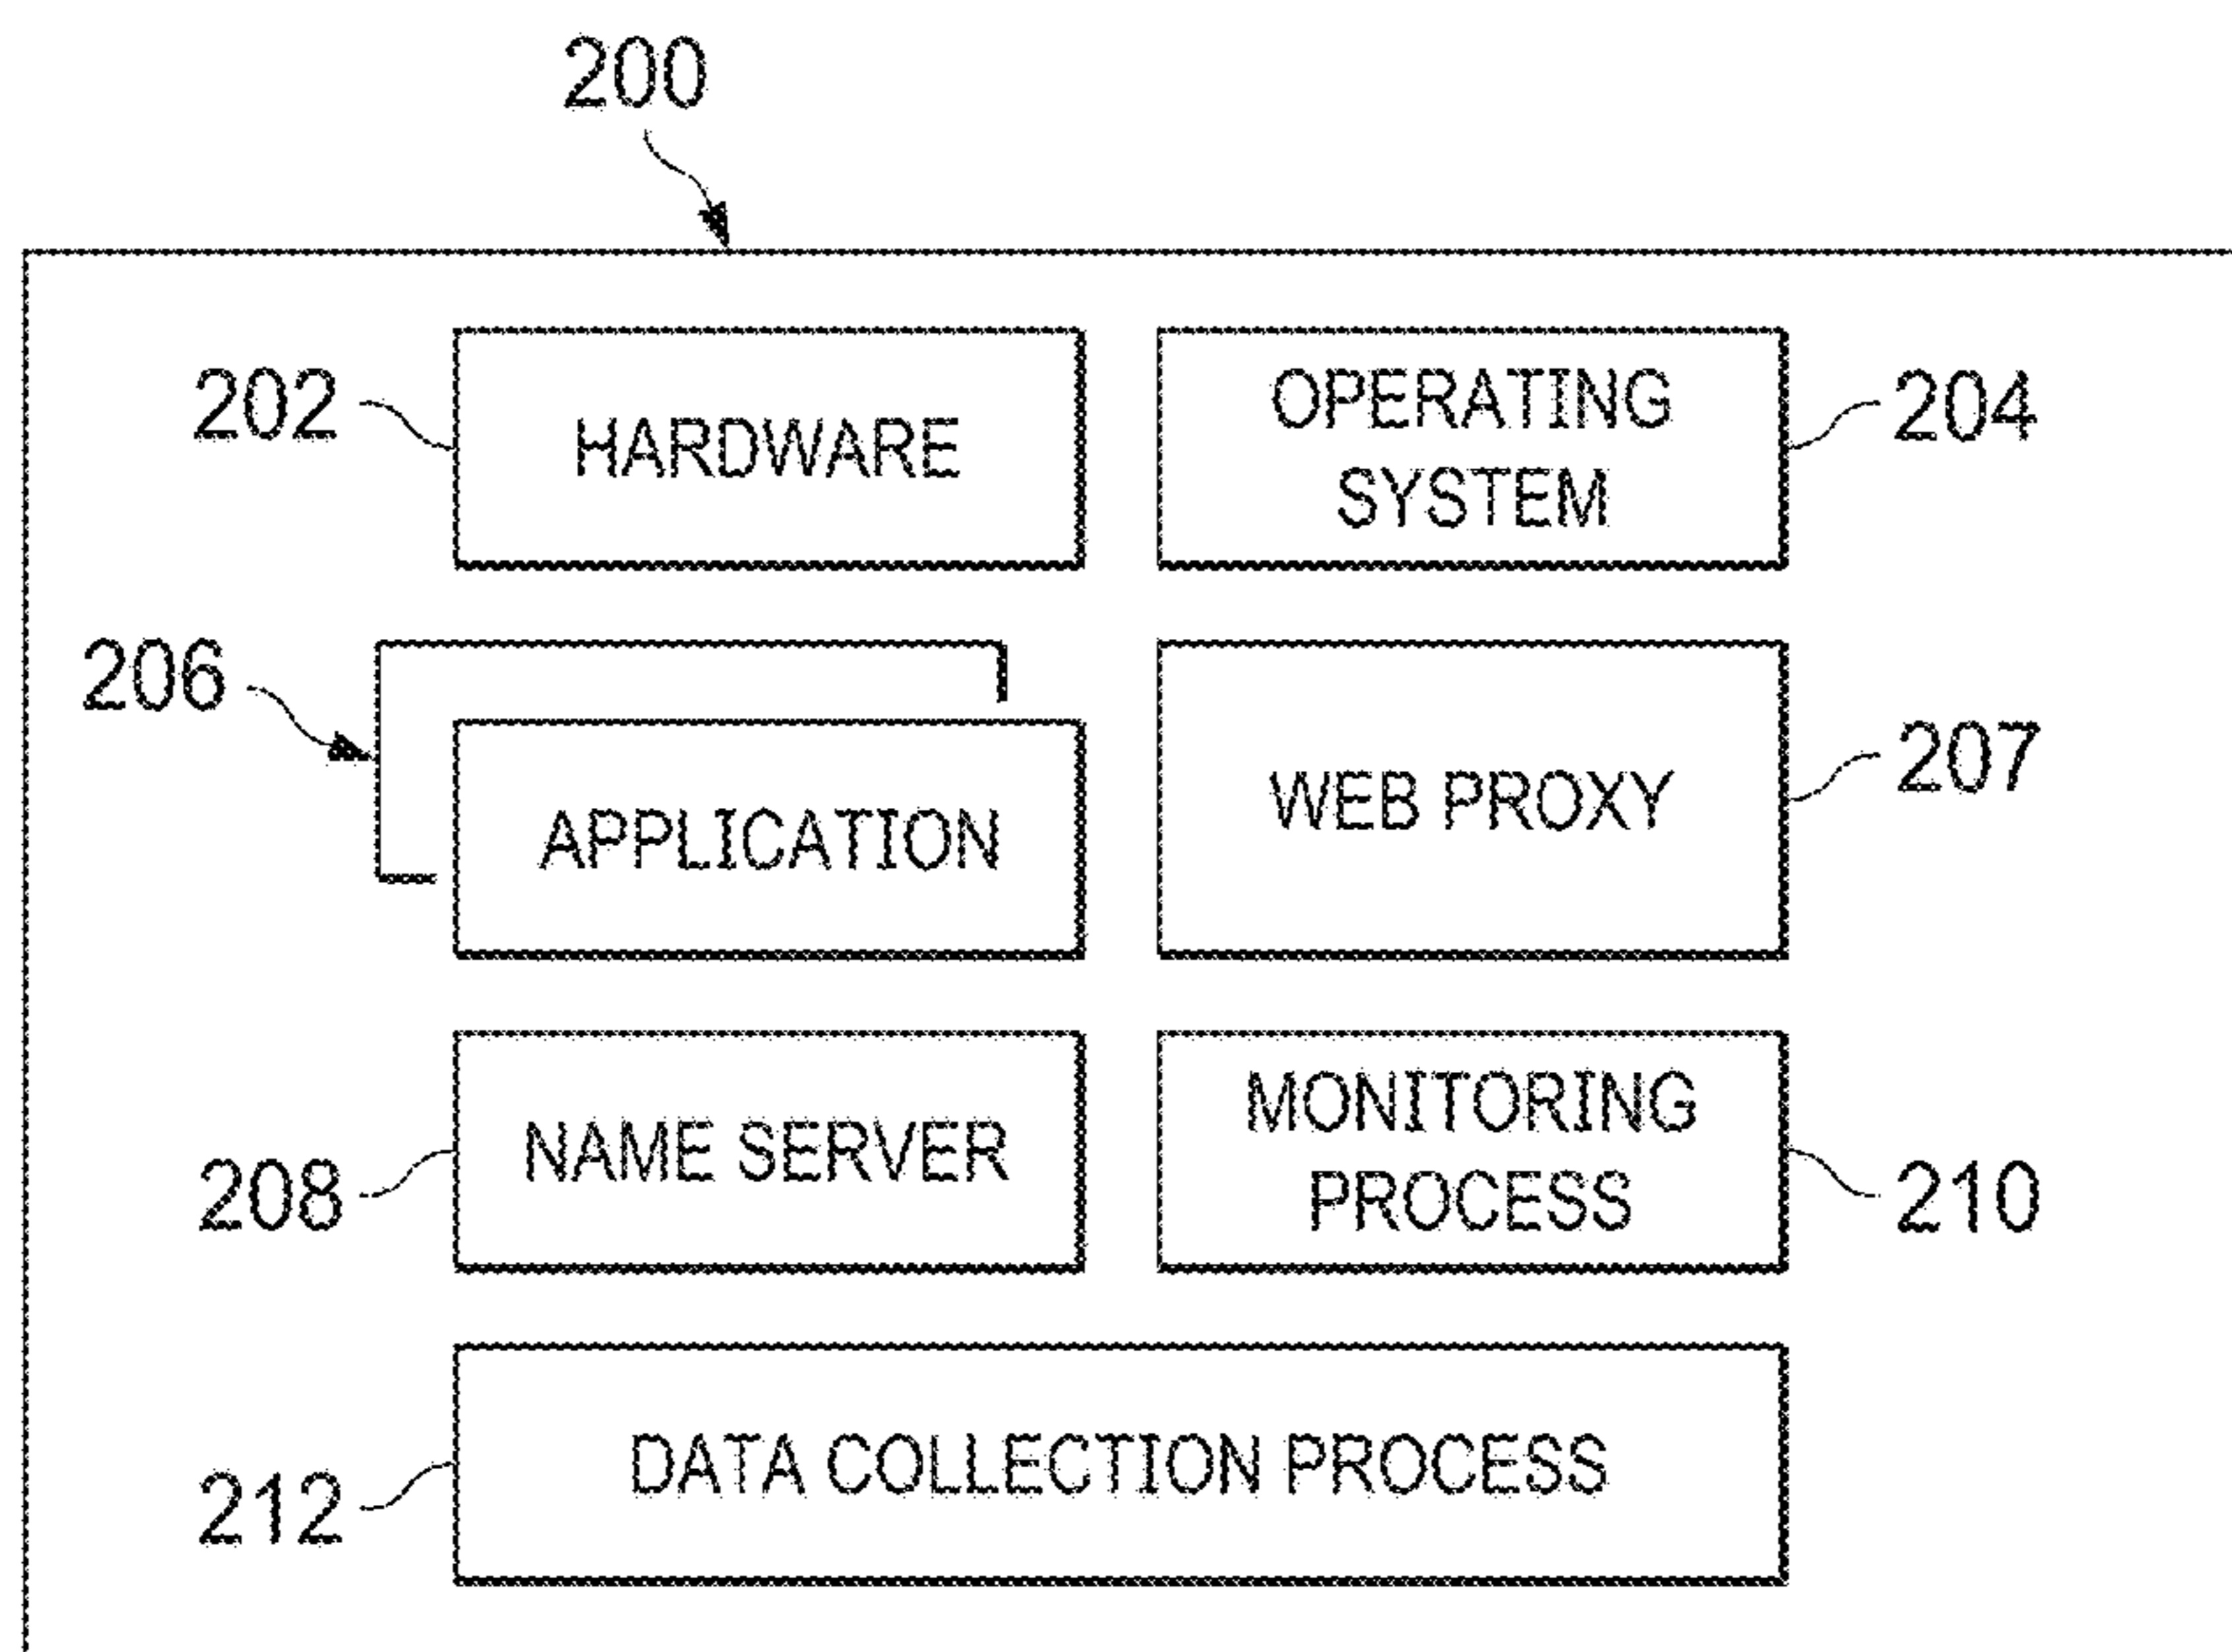 200
202
HARDWARE
OPERATING
SYSTEM
204
206
APPLICATION
WEB PROXY
207
208
NAME SERVER
MONITORING
PROCESS
210
212
DATA COLLECTION PROCESS